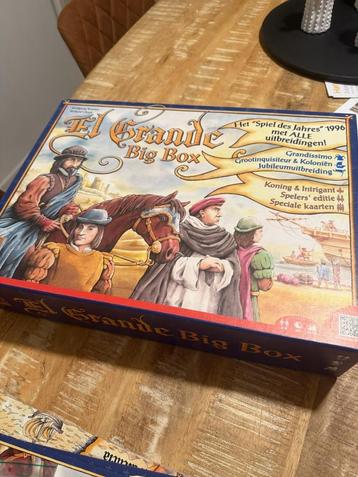 El Grande
Big Box
Het "Spiel des Jahres" 1996
met ALLE
uitbreidingen!
Grandissimo
Grootinquisiteur & Koloniën
Jubileumuitbreiding
Koning & Intrigant
Spelers' editie
Speciale kaarten
El Grande Big Box